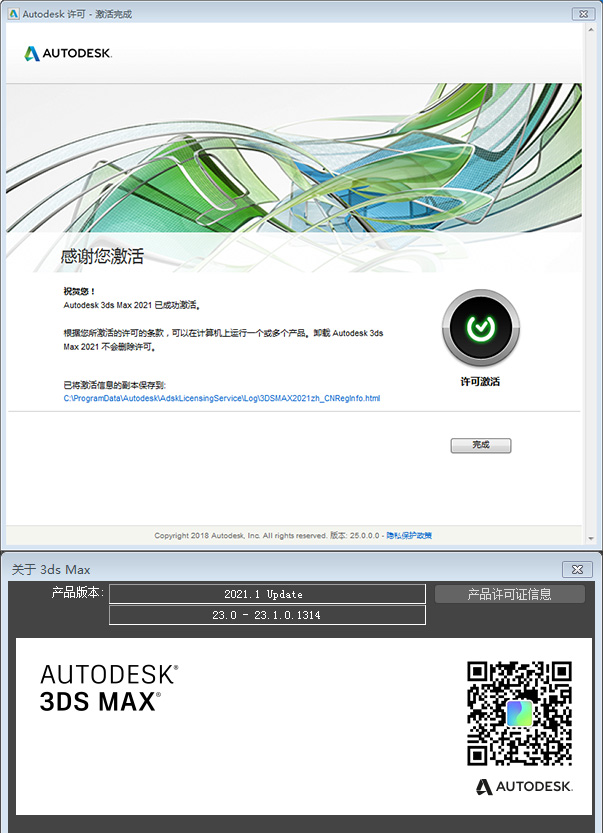 Autodesk 许可 - 激活完成
AUTODESK.
感谢您激活
祝贺您！
Autodesk 3ds Max 2021 已成功激活。
根据您所激活的许可的条款，可以在计算机上运行一个或多个产品。卸载 Autodesk 3ds
Max 2021 不会删除许可。
许可激活
已将激活信息的副本保存到:
C:\ProgramData\Autodesk\AdskLicensingService\Log\3DSMAX2021zh_CNRegInfo.html
完成
Copyright 2018 Autodesk, Inc. All rights reserved. 版本: 25.0.0.0 - 隐私保护政策
关于 3ds Max
产品版本: 2021.1 Update 产品许可证信息
23.0 - 23.1.0.1314
AUTODESK®
3DS MAX®
AUTODESK.